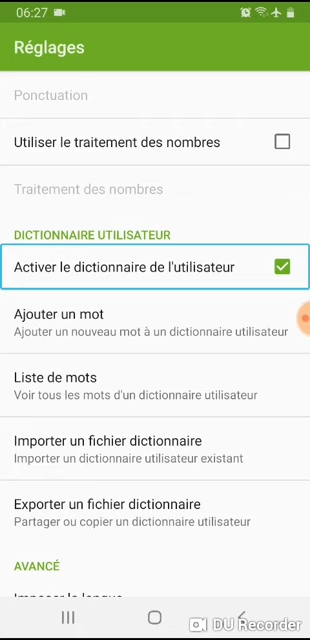 06:27
Réglages
Ponctuation
Utiliser le traitement des nombres
Traitement des nombres
DICTIONNAIRE UTILISATEUR
Activer le dictionnaire de l'utilisateur
Ajouter un mot
Ajouter un nouveau mot à un dictionnaire utilisateur
Liste de mots
Voir tous les mots d'un dictionnaire utilisateur
Importer un fichier dictionnaire
Importer un dictionnaire utilisateur existant
Exporter un fichier dictionnaire
Partager ou copier un dictionnaire utilisateur
AVANCÉ
DU Recorder